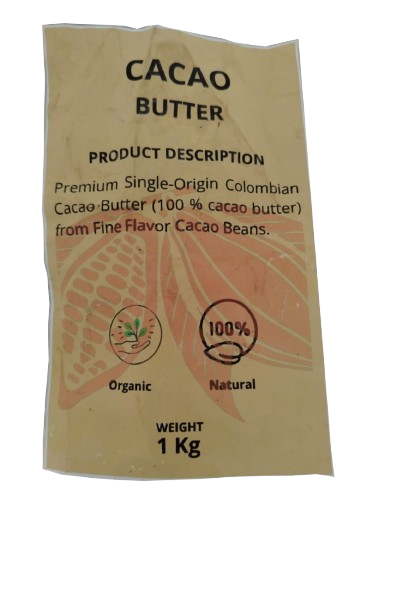 CACAO
BUTTER
PRODUCT DESCRIPTION
Premium Single-Origin Colombian
Cacao Butter (100 % cacao butter)
from Fine Flavor Cacao Beans.
100%
Organic Natural
WEIGHT
1 Kg